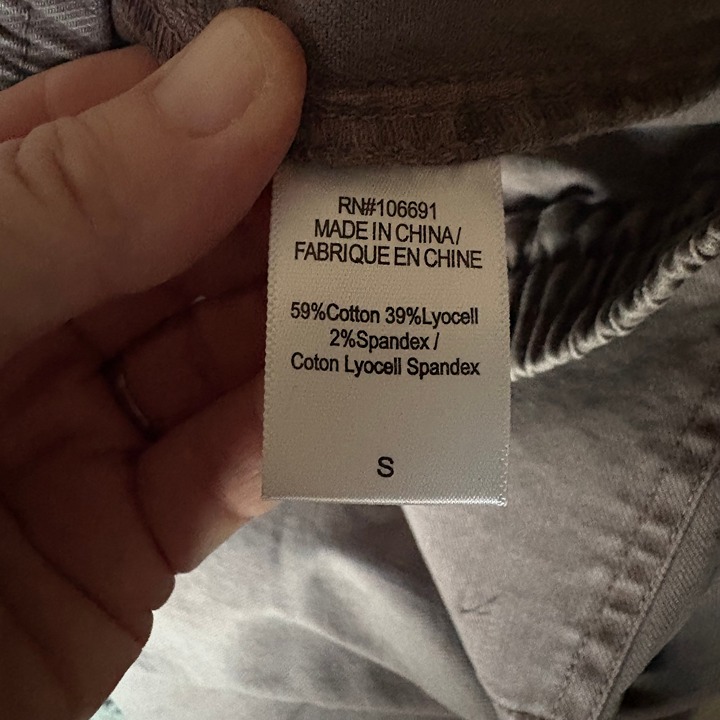 RN#106691
MADE IN CHINA/
FABRIQUE EN CHINE
59%Cotton 39%Lyocell
2%Spandex /
Coton Lyocell Spandex
S